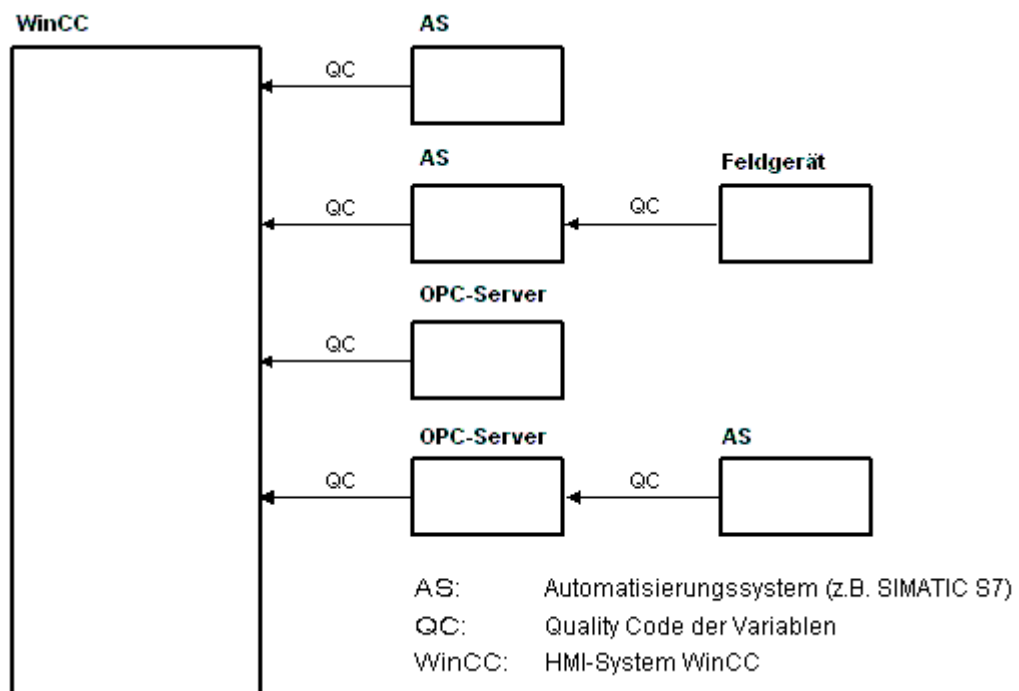 WinCC
AS
QC
AS
Feldgerät
QC
QC
OPC-Server
QC
OPC-Server
AS
QC
QC
AS: Automatisierungssystem (z.B. SIMATIC S7)
QC: Quality Code der Variablen
WinCC: HMI-System WinCC